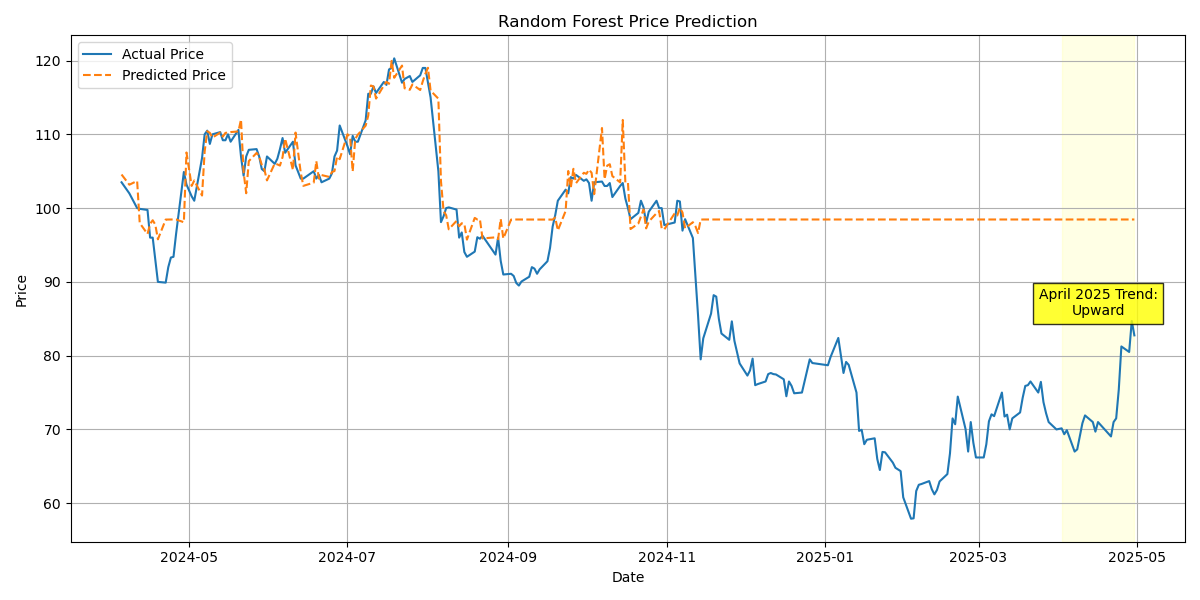 Random Forest Price Prediction
Actual Price
Predicted Price
Price
120
110
100
90
80
70
60
April 2025 Trend:
Upward
2024-05
2024-07
2024-09
2024-11
2025-01
2025-03
2025-05
Date